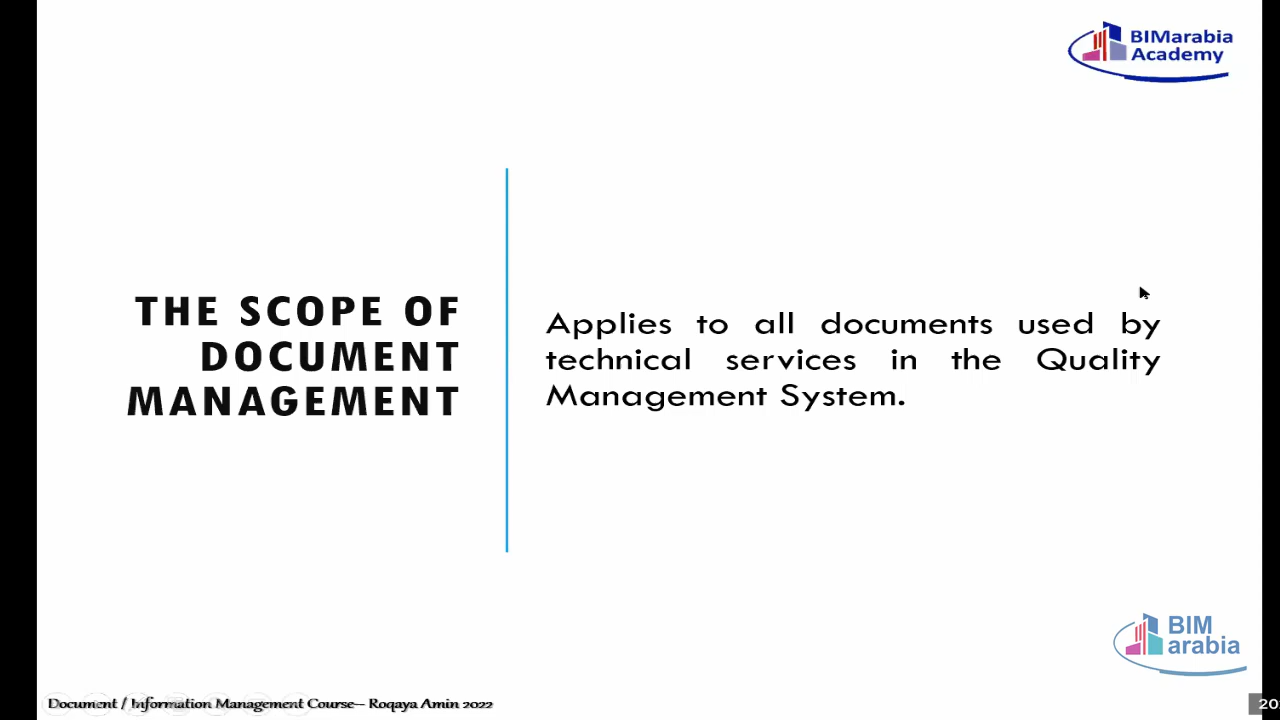 BIMarabia
Academy
THE SCOPE OF
DOCUMENT
MANAGEMENT
Applies to all documents used by
technical services in the Quality
Management System.
BIM
arabia
Document / Information Management Course-- Roqaya Amin 2022
20